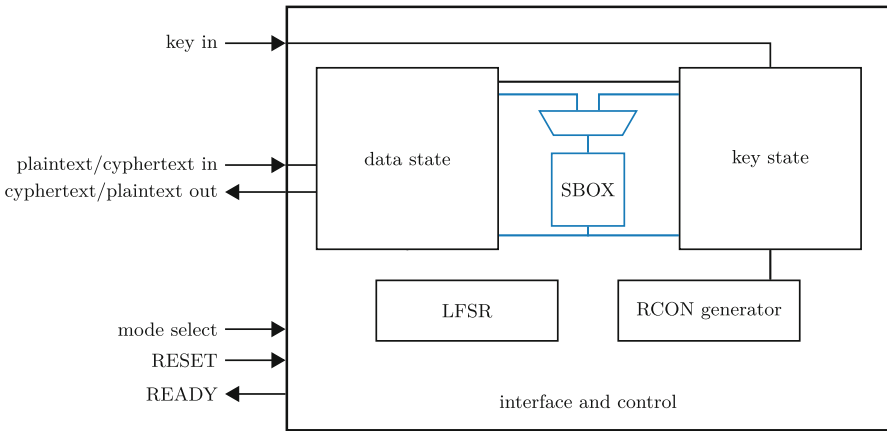 key in
data state
key state
plaintext/cyphertext in
cyphertext/plaintext out
SBOX
LFSR
RCON generator
mode select
RESET
READY
interface and control